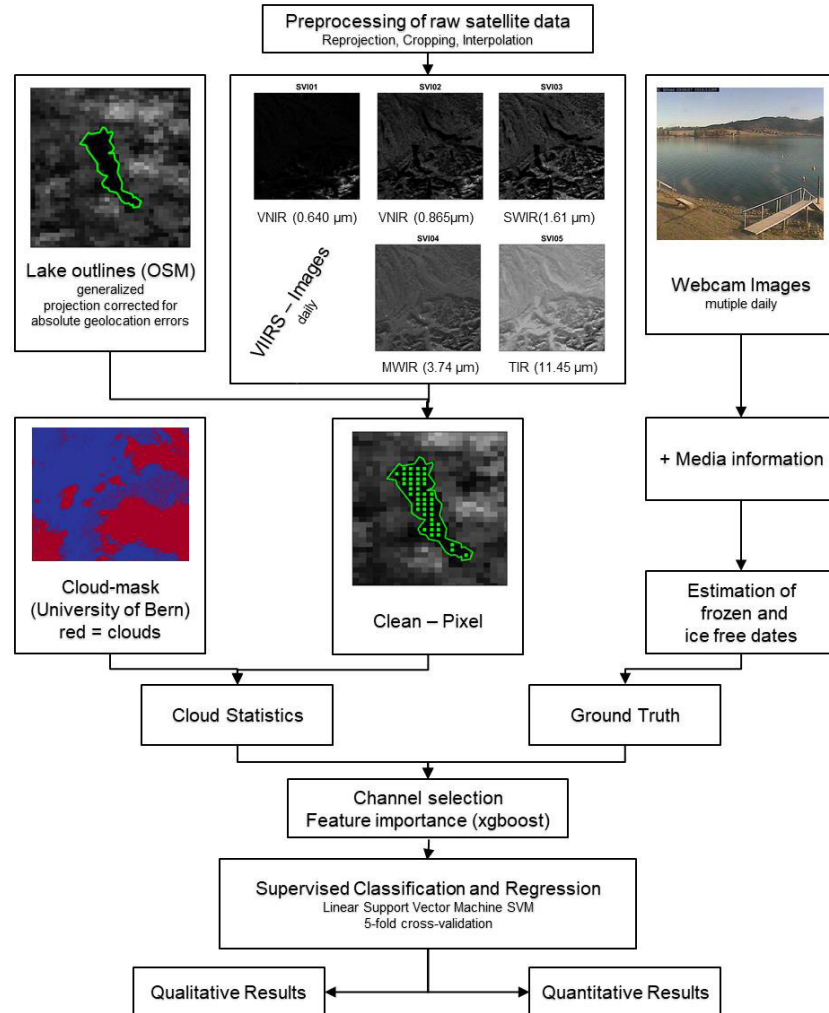 Preprocessing of raw satellite data
Reprojection, Cropping, Interpolation
SVI01
SVI02
SVI03
VNIR (0.640 μm)
VNIR (0.865μm)
SWIR(1.61 μm)
SVI04
SVI05
VIIRS – Images
daily
MWIR (3.74 μm)
TIR (11.45 μm)
Lake outlines (OSM)
generalized
projection corrected for
absolute geolocation errors
Webcam Images
mutiple daily
Cloud-mask
(University of Bern)
red = clouds
Clean – Pixel
+ Media information
Estimation of
frozen and
ice free dates
Cloud Statistics
Ground Truth
Channel selection
Feature importance (xgboost)
Supervised Classification and Regression
Linear Support Vector Machine SVM
5-fold cross-validation
Qualitative Results
Quantitative Results